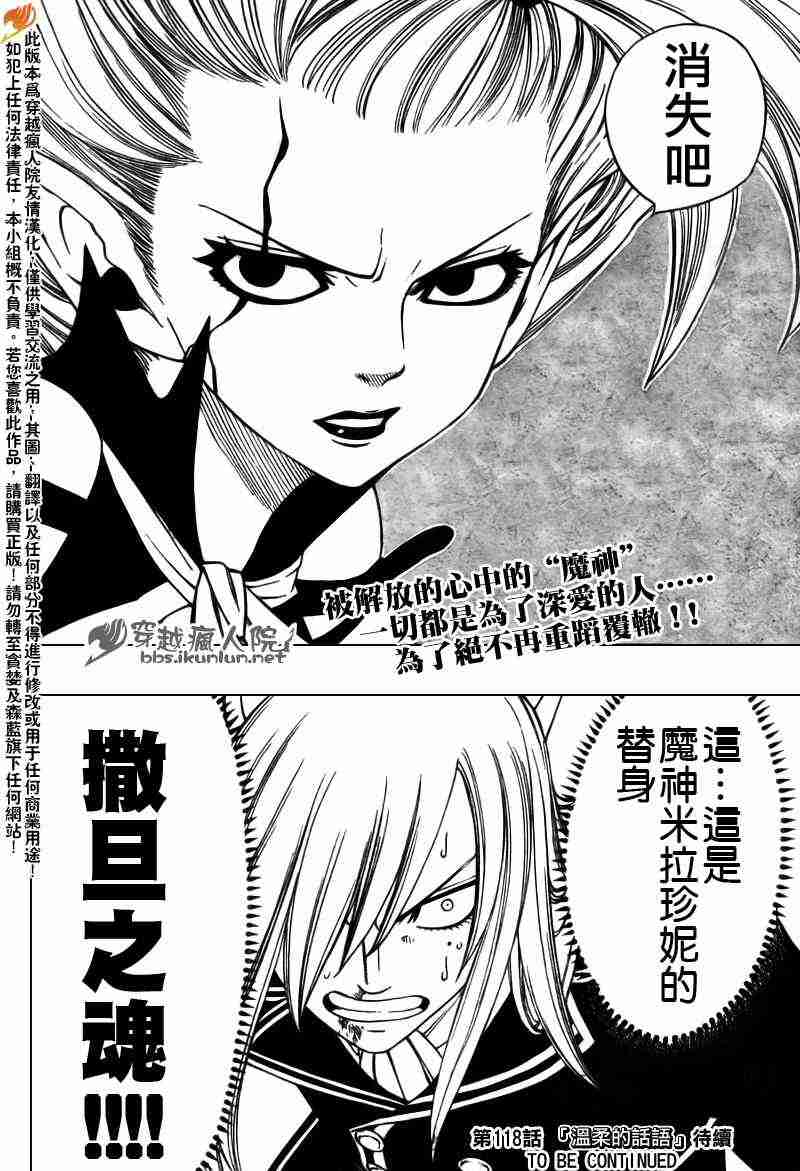 消失吧
被解放的心中的“魔神”
一切都是為了深愛的人……
為了絕不再重蹈覆轍！！
穿越瘋人院
bbs.ikunlun.net
這…這是
魔神米拉珍妮的
替身
撒旦之魂!!!!
第118話 『溫柔的話語』待續
TO BE CONTINUED
此版本爲穿越瘋人院友情漢化，僅供學習交流之用，其圖，翻譯以及任何部分不得進行修改或用于任何商業用途！
如犯上任何法律責任，本小組概不負責。若您喜歡此作品，請購買正版！請勿轉至貪婪及森藍旗下任何網站！